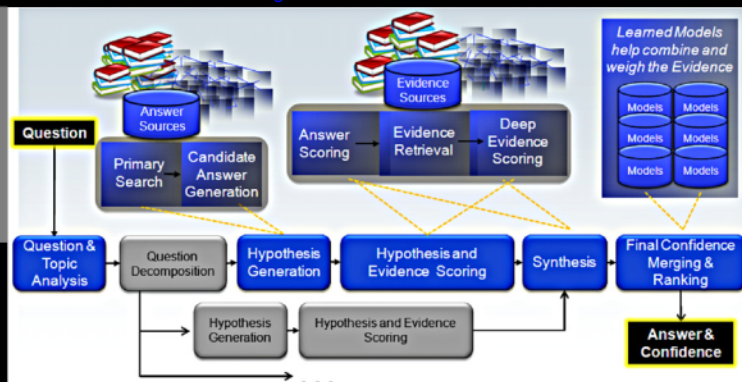 Learned Models
help combine and
weigh the Evidence
Answer
Sources
Evidence
Sources
Models Models
Models Models
Models Models
Question
Primary
Search
Candidate
Answer
Generation
Answer
Scoring
Evidence
Retrieval
Deep
Evidence
Scoring
Question &
Topic
Analysis
Question
Decomposition
Hypothesis
Generation
Hypothesis and
Evidence Scoring
Synthesis
Final Confidence
Merging &
Ranking
Hypothesis
Generation
Hypothesis and Evidence
Scoring
Answer &
Confidence
. . .